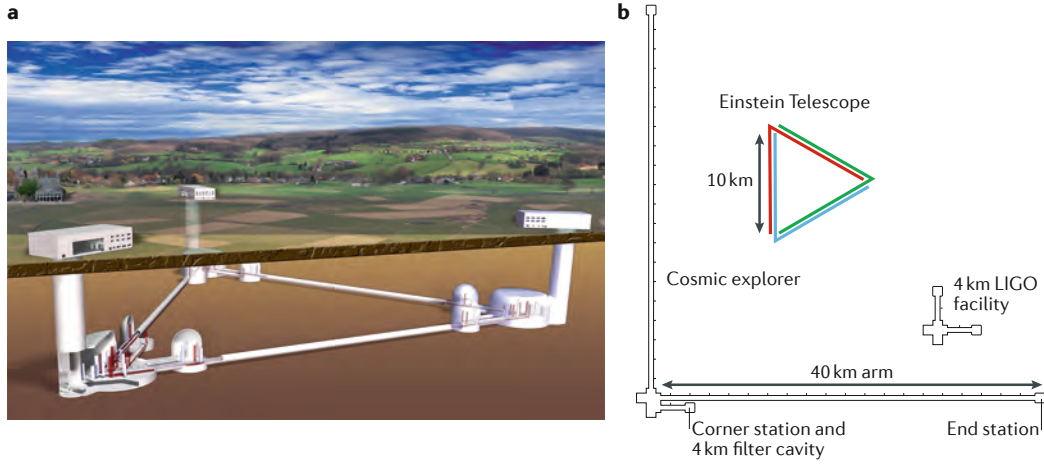 a
b
Einstein Telescope
10 km
Cosmic explorer
4 km LIGO
facility
40 km arm
Corner station and
4 km filter cavity
End station